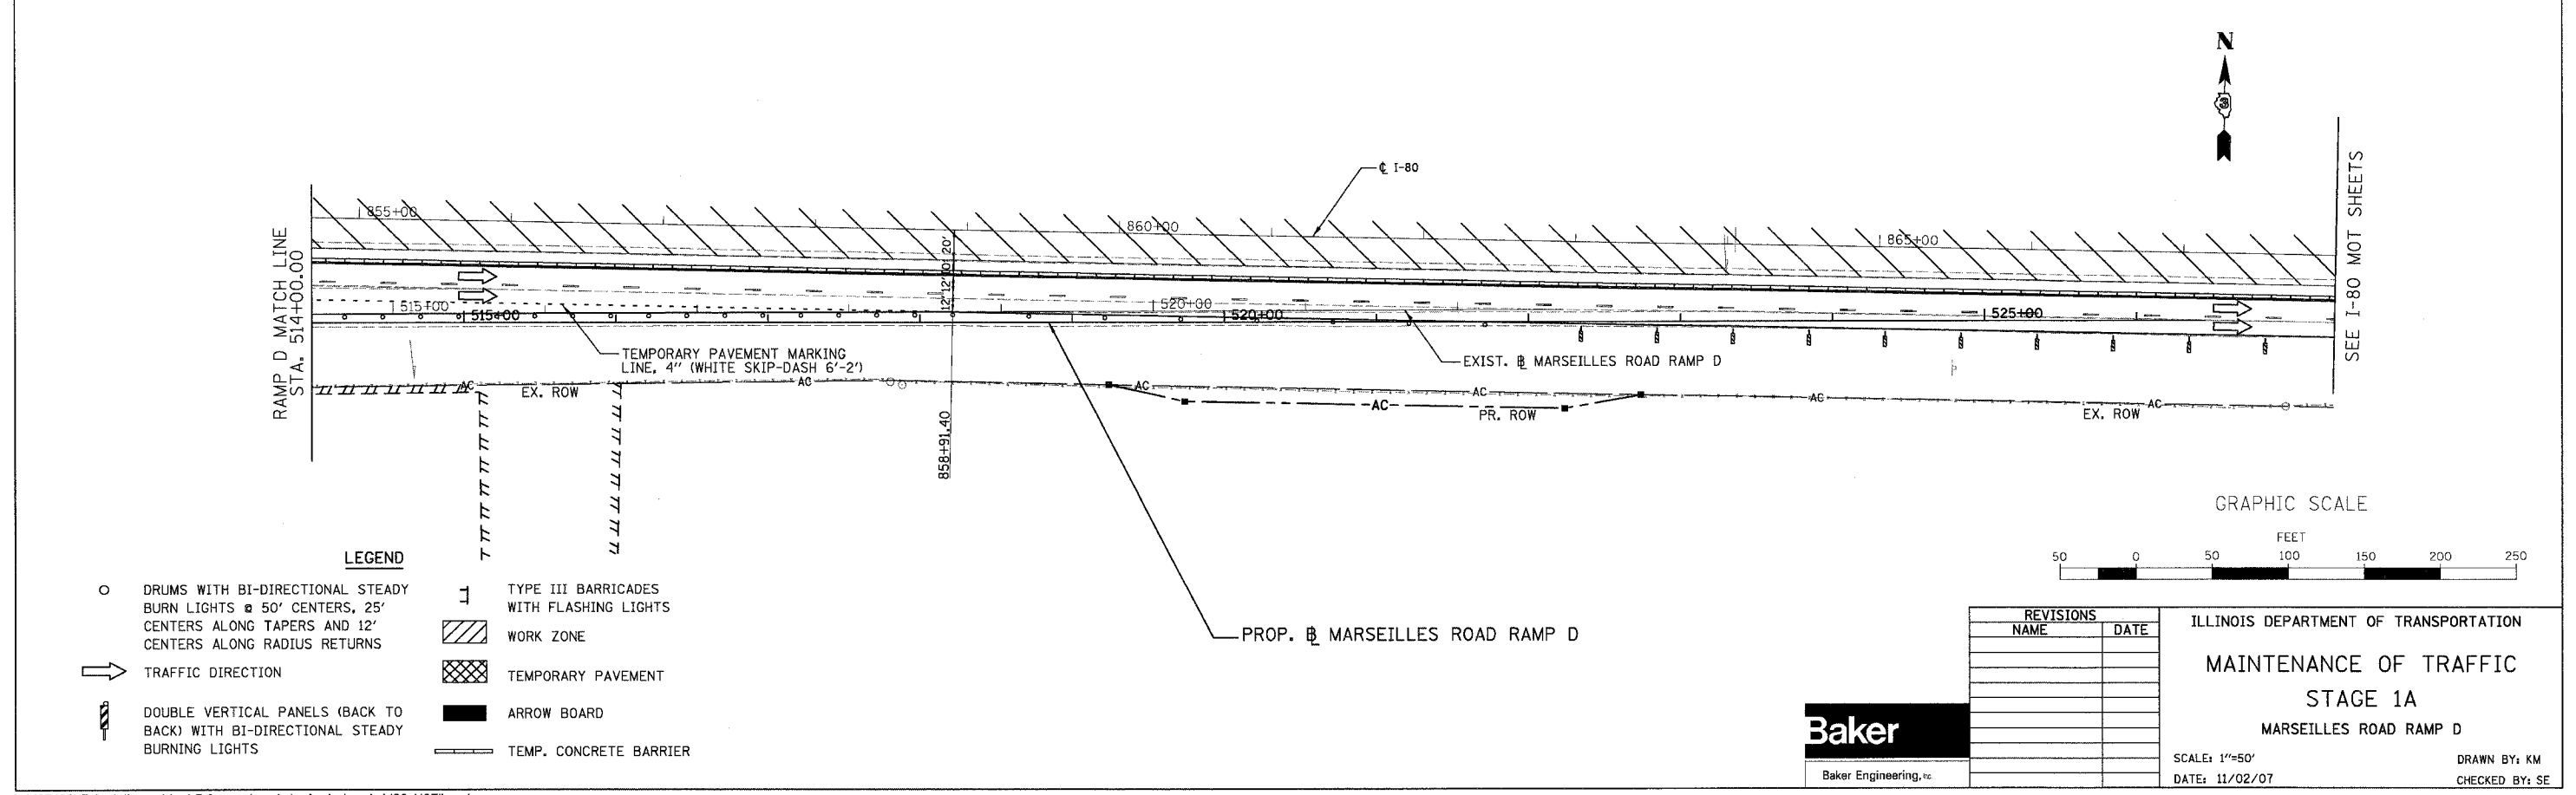 N
3
℄ I-80
855+00
860+00
865+00
RAMP D MATCH LINE
STA. 514+00.00
SEE I-80 MOT SHEETS
12' 12' 10' 20'
515+00
515+00
520+00
520+00
525+00
TEMPORARY PAVEMENT MARKING
LINE, 4" (WHITE SKIP-DASH 6'-2')
EXIST. ⅊ MARSEILLES ROAD RAMP D
AC
EX. ROW
AC
AC
AC
PR. ROW
AC
AC
AC
EX. ROW
858+91.40
PROP. ⅊ MARSEILLES ROAD RAMP D
GRAPHIC SCALE
FEET
50 0 50 100 150 200 250
LEGEND
DRUMS WITH BI-DIRECTIONAL STEADY
BURN LIGHTS @ 50' CENTERS, 25'
CENTERS ALONG TAPERS AND 12'
CENTERS ALONG RADIUS RETURNS
TRAFFIC DIRECTION
DOUBLE VERTICAL PANELS (BACK TO
BACK) WITH BI-DIRECTIONAL STEADY
BURNING LIGHTS
TYPE III BARRICADES
WITH FLASHING LIGHTS
WORK ZONE
TEMPORARY PAVEMENT
ARROW BOARD
TEMP. CONCRETE BARRIER
Baker
Baker Engineering, Inc.
REVISIONS
NAME DATE
ILLINOIS DEPARTMENT OF TRANSPORTATION
MAINTENANCE OF TRAFFIC
STAGE 1A
MARSEILLES ROAD RAMP D
SCALE: 1"=50'
DRAWN BY: KM
DATE: 11/02/07
CHECKED BY: SE